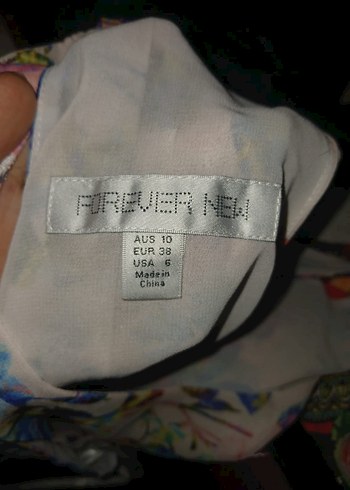 FOREVER NEW
AUS 10
EUR 38
USA 6
Made in
China